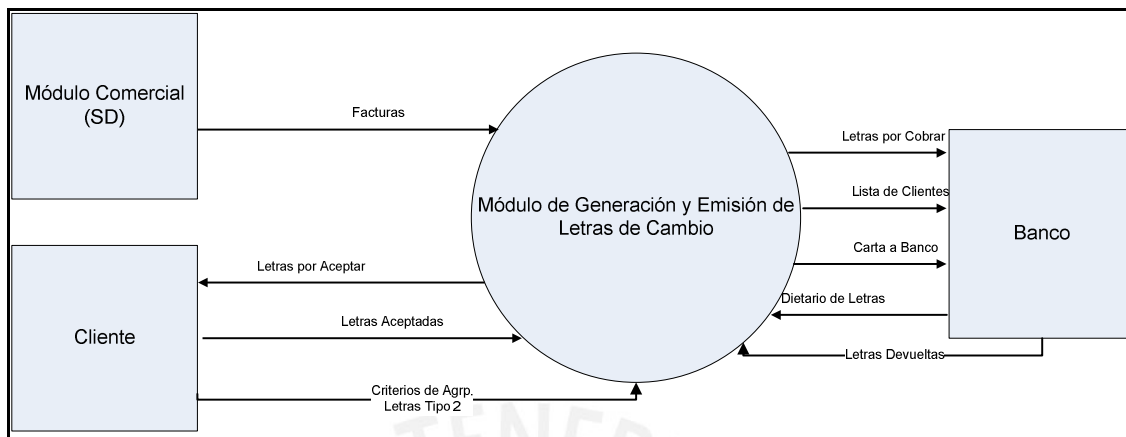 Módulo Comercial
(SD)
Facturas
Letras por Cobrar
Lista de Clientes
Módulo de Generación y Emisión de
Letras de Cambio
Banco
Carta a Banco
Letras por Aceptar
Dietario de Letras
Letras Aceptadas
Cliente
Letras Devueltas
Criterios de Agrp.
Letras Tipo 2
TENEB